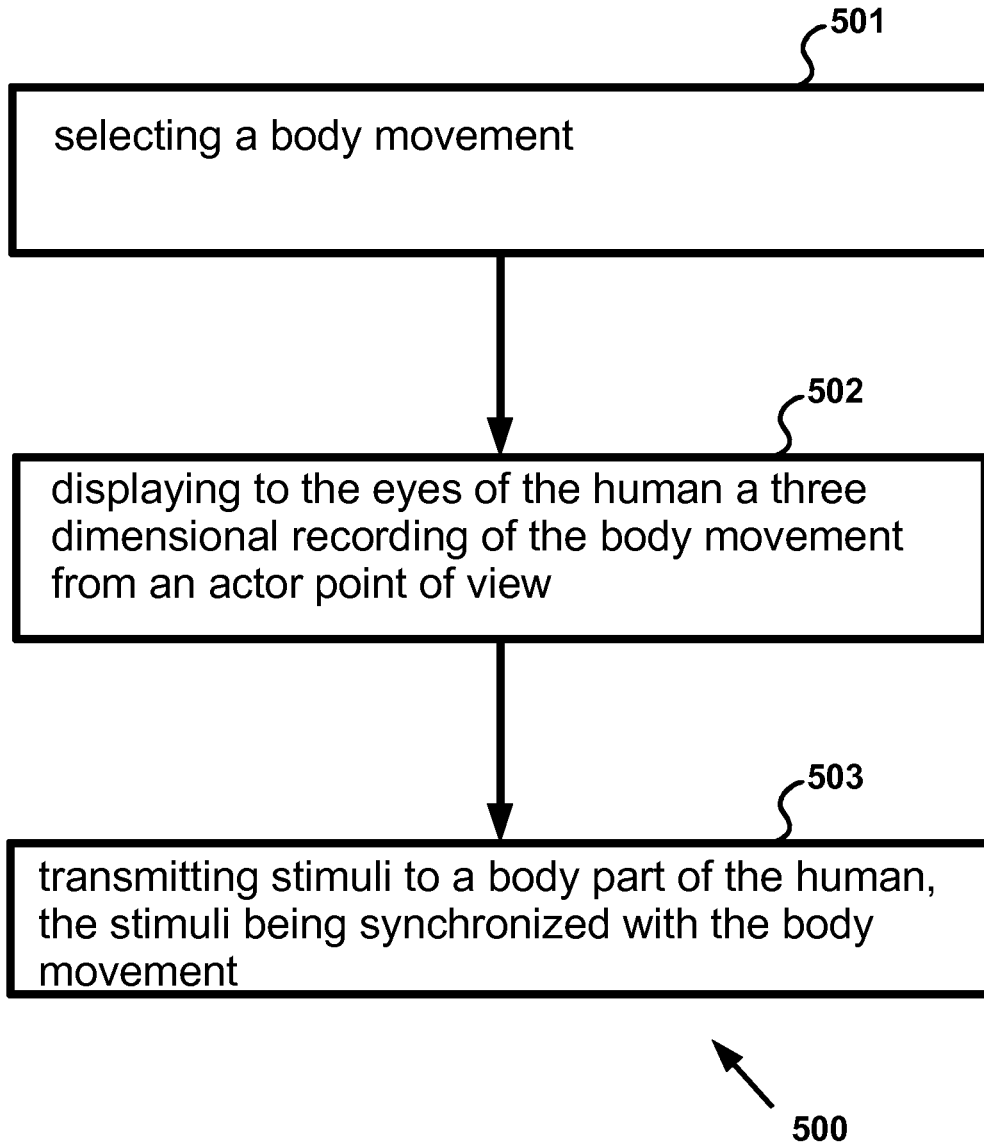 501
selecting a body movement
502
displaying to the eyes of the human a three
dimensional recording of the body movement
from an actor point of view
503
transmitting stimuli to a body part of the human,
the stimuli being synchronized with the body
movement
500